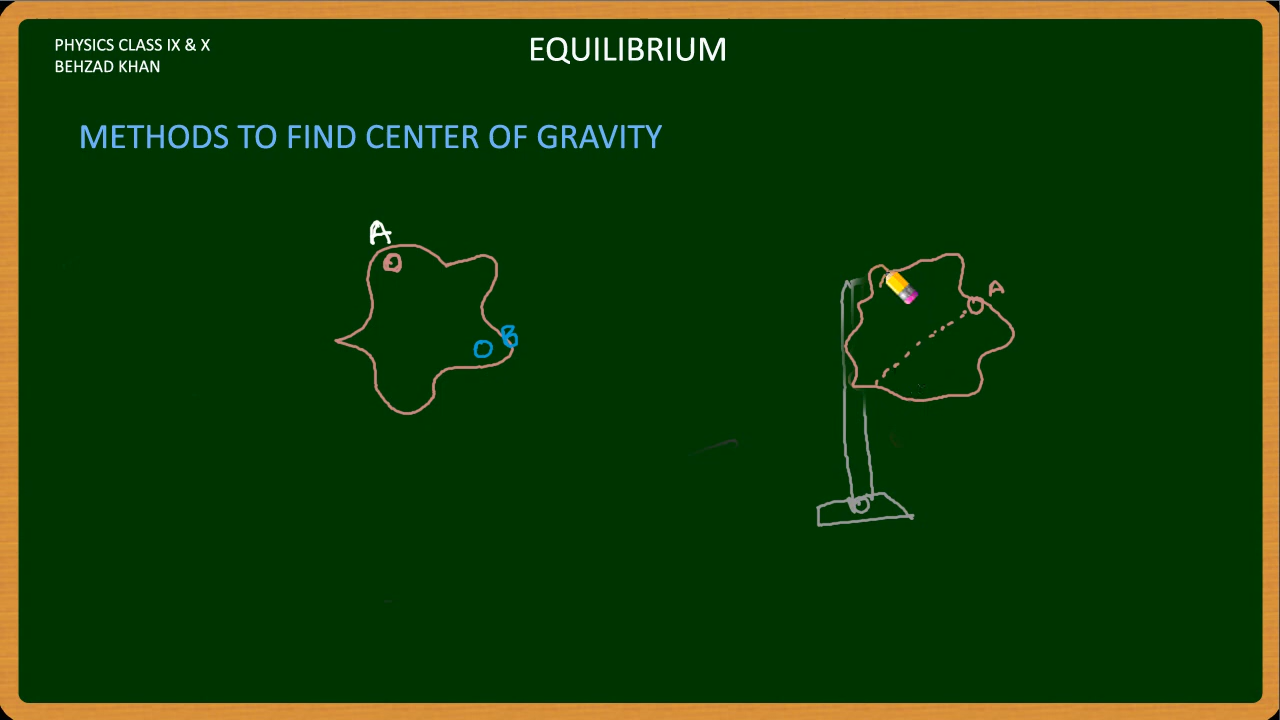 PHYSICS CLASS IX & X
BEHZAD KHAN
EQUILIBRIUM
METHODS TO FIND CENTER OF GRAVITY
A
B
A